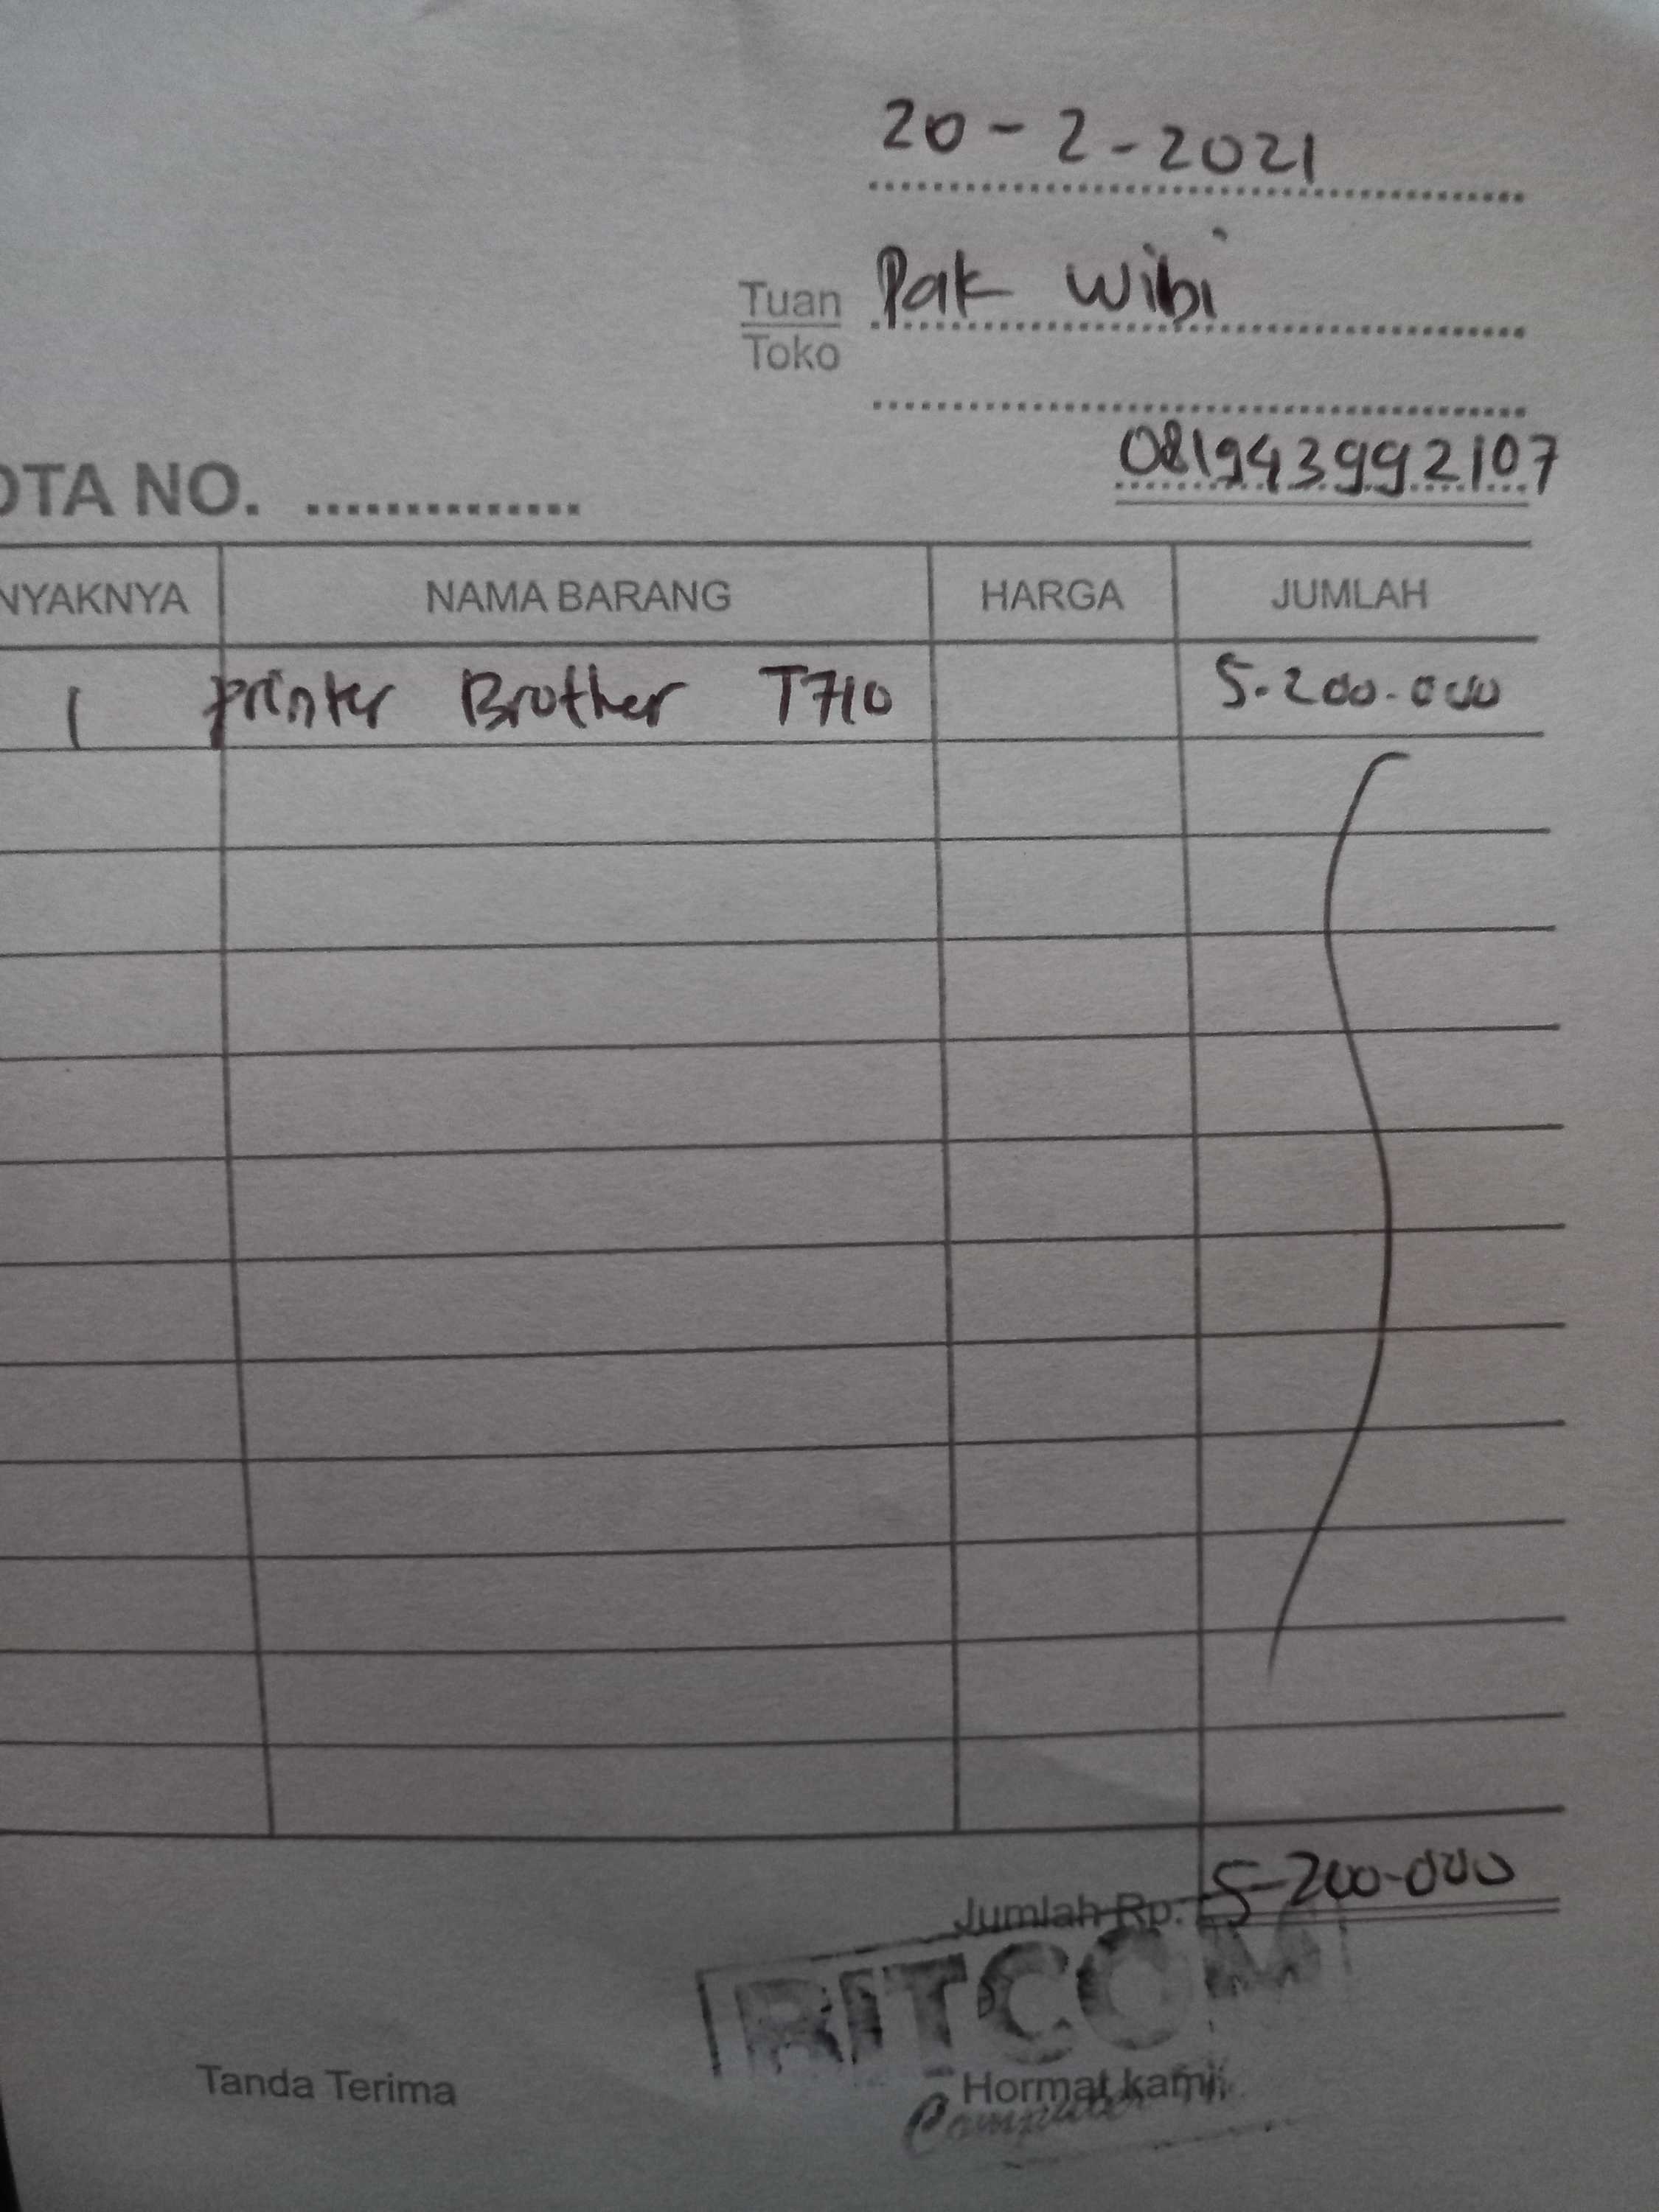 20 - 2 - 2021
Tuan Pak Wibi
Toko
081943992107
OTA NO. ..............
NYAKNYA NAMA BARANG HARGA JUMLAH
1 printer Brother T710 5.200.000
Jumlah Rp. 5-200-000
RITCOM
Tanda Terima Hormat kami,
Computer